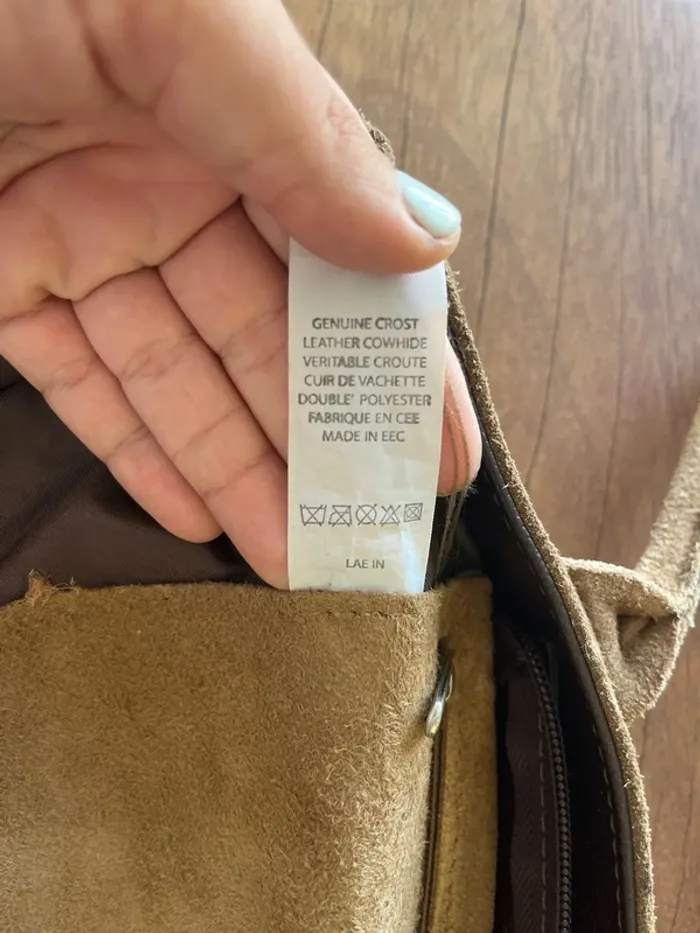 GENUINE CROST
LEATHER COWHIDE
VERITABLE CROUTE
CUIR DE VACHETTE
DOUBLE' POLYESTER
FABRIQUE EN CEE
MADE IN EEC
LAE IN